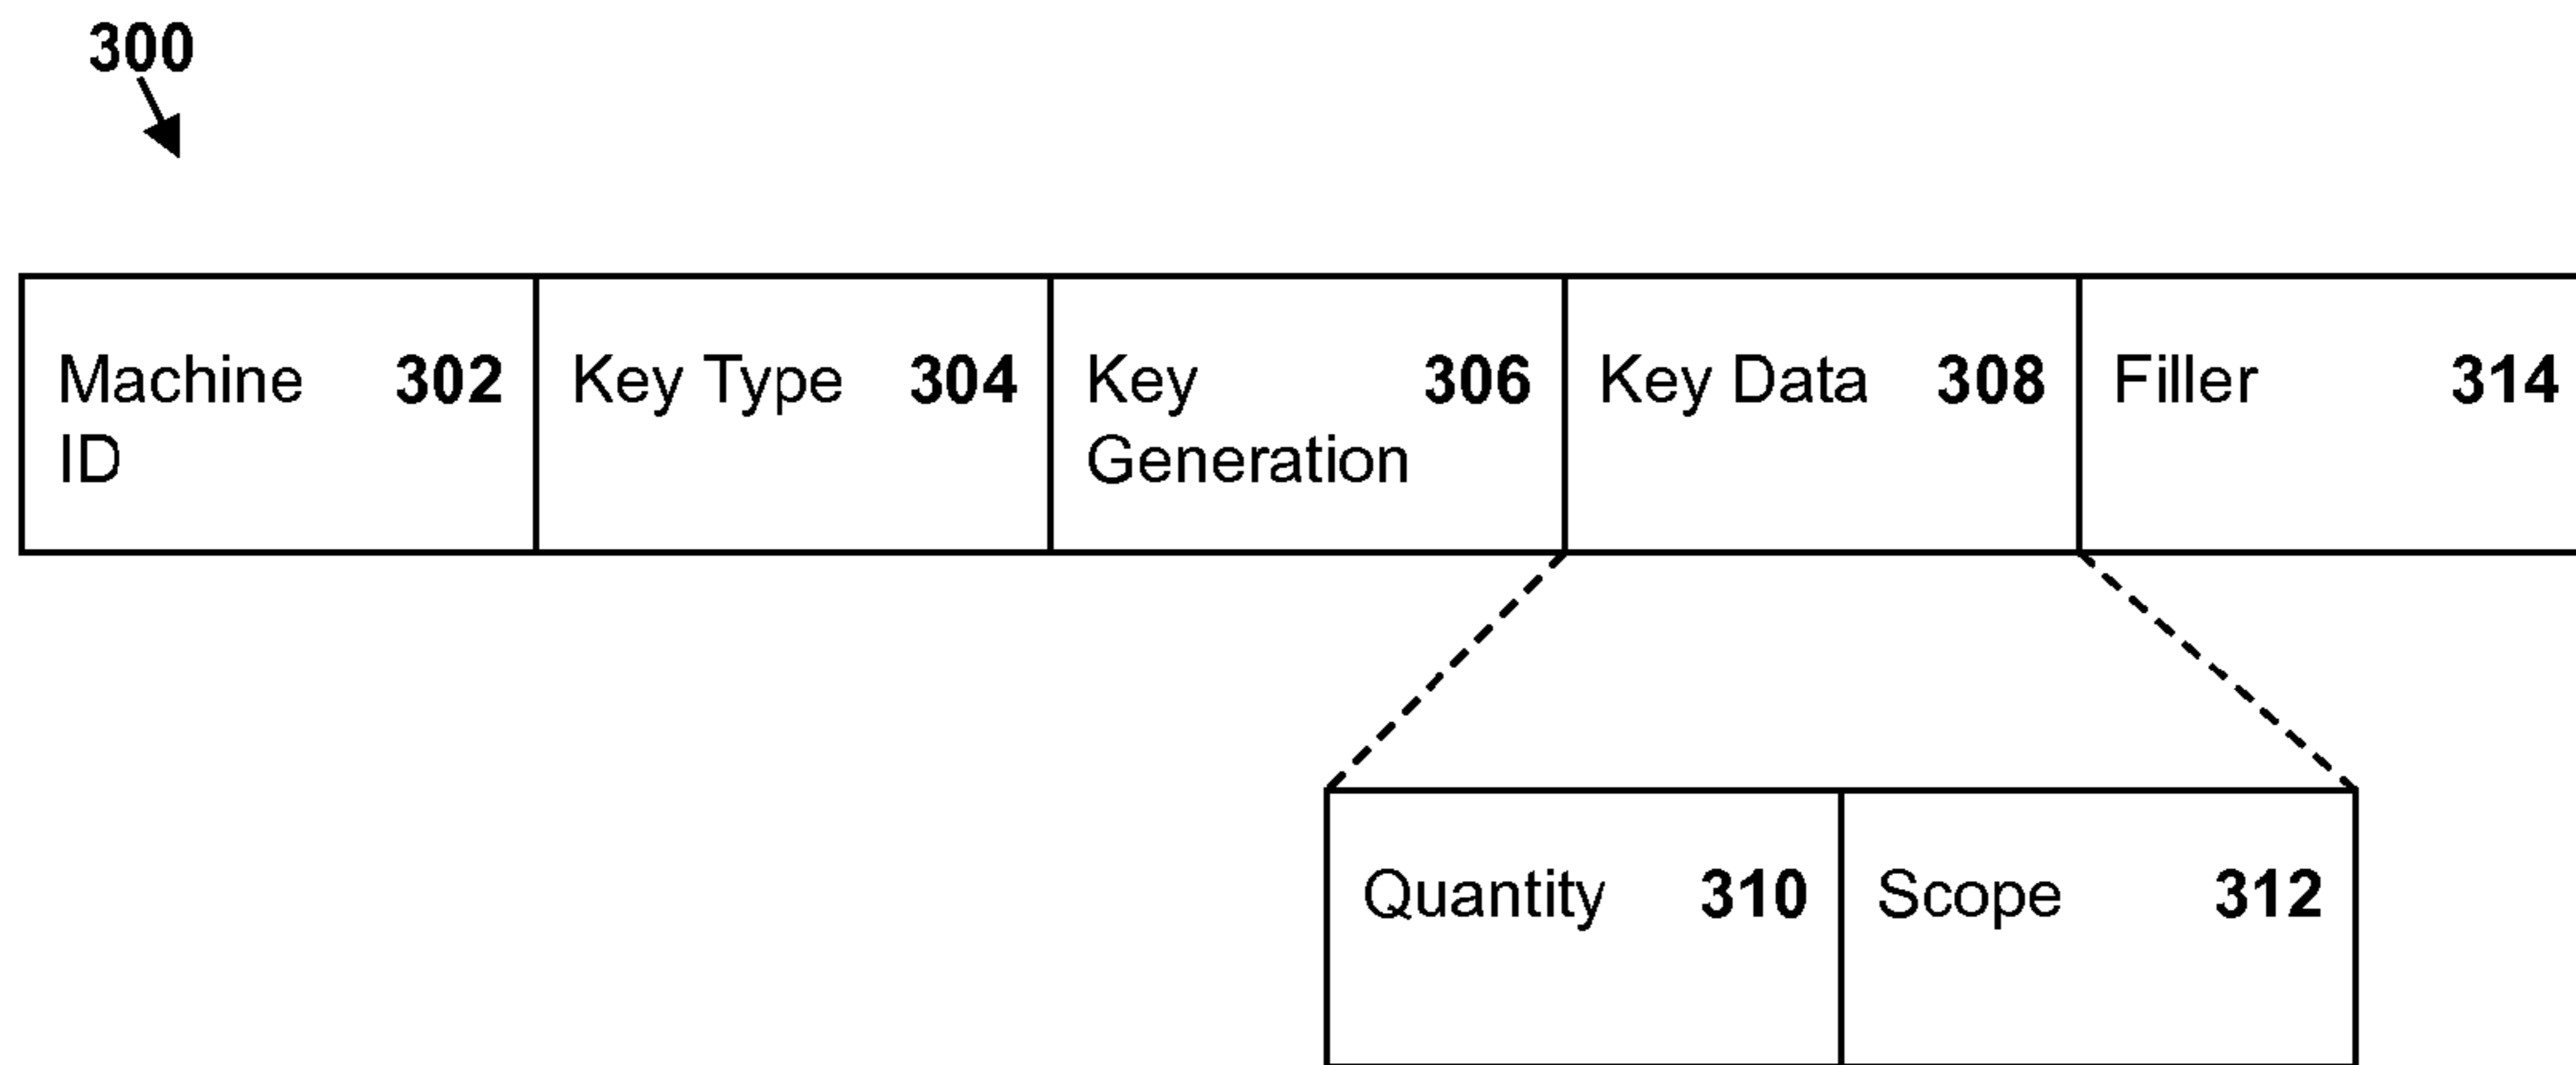 300
Machine 302 Key Type 304 Key 306 Key Data 308 Filler 314
ID Generation
Quantity 310 Scope 312